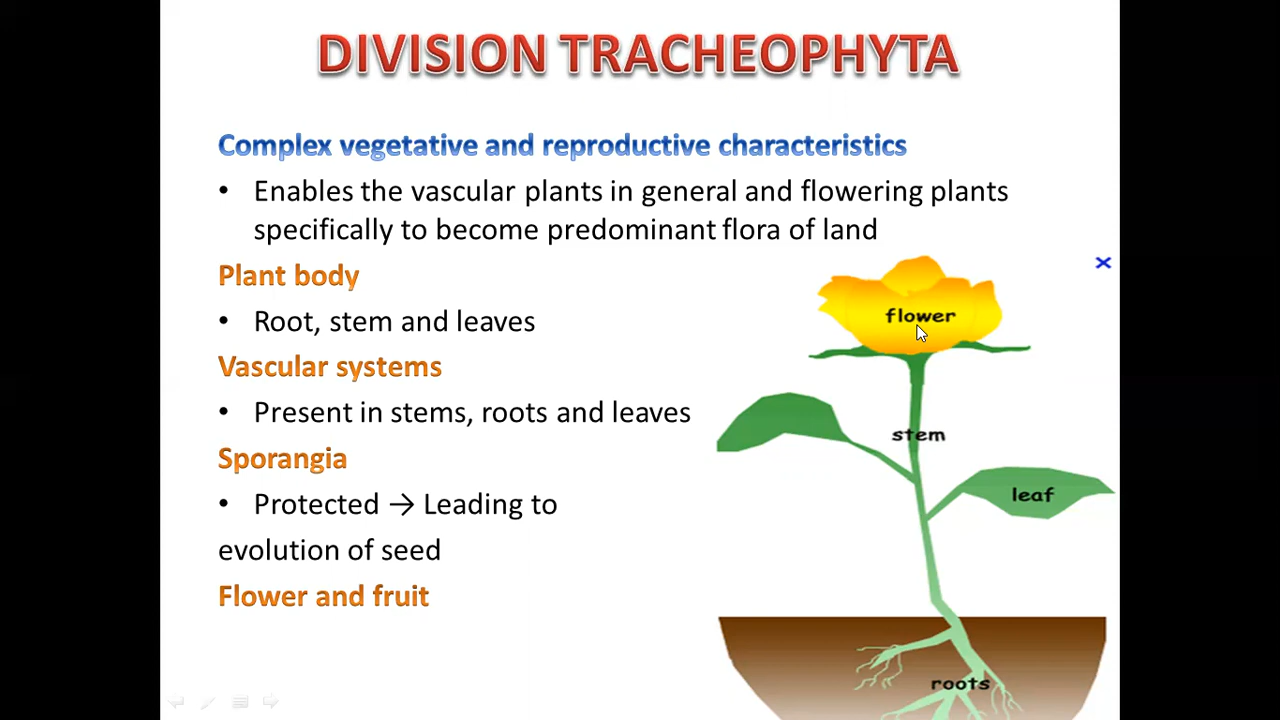 DIVISION TRACHEOPHYTA
Complex vegetative and reproductive characteristics
• Enables the vascular plants in general and flowering plants
specifically to become predominant flora of land
Plant body
• Root, stem and leaves
Vascular systems
• Present in stems, roots and leaves
Sporangia
• Protected → Leading to
evolution of seed
Flower and fruit
flower
stem
leaf
roots